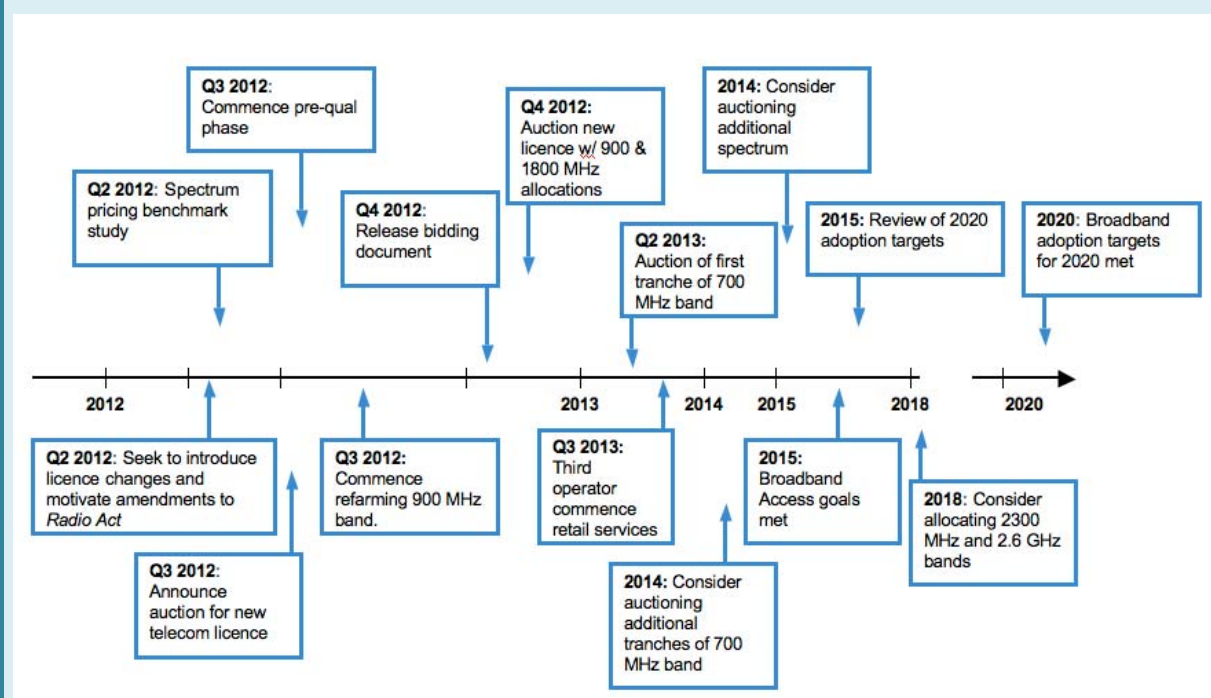 Q3 2012:
Commence pre-qual
phase
Q4 2012:
Auction new
licence w/ 900 &
1800 MHz
allocations
2014: Consider
auctioning
additional
spectrum
Q2 2012: Spectrum
pricing benchmark
study
Q4 2012:
Release bidding
document
Q2 2013:
Auction of first
tranche of 700
MHz band
2015: Review of 2020
adoption targets
2020: Broadband
adoption targets
for 2020 met
2012
2013
2014
2015
2018
2020
Q2 2012: Seek to introduce
licence changes and
motivate amendments to
Radio Act
Q3 2012:
Commence
refarming 900 MHz
band.
Q3 2013:
Third
operator
commence
retail services
2015:
Broadband
Access goals
met
2018: Consider
allocating 2300
MHz and 2.6 GHz
bands
Q3 2012:
Announce
auction for new
telecom licence
2014: Consider
auctioning
additional
tranches of 700
MHz band